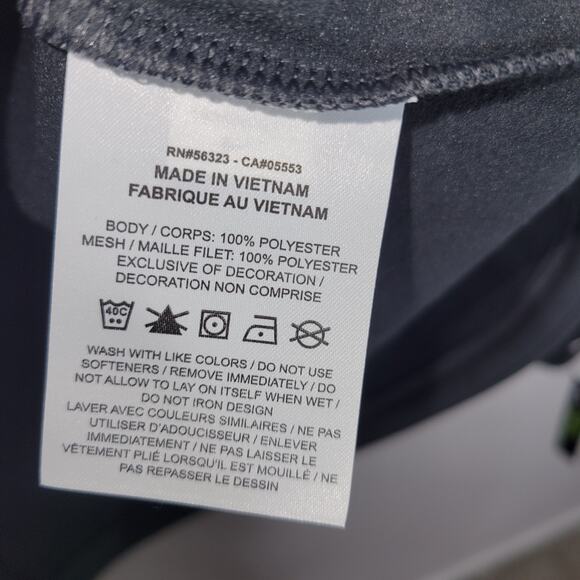 RN#56323 - CA#05553
MADE IN VIETNAM
FABRIQUE AU VIETNAM
BODY / CORPS: 100% POLYESTER
MESH / MAILLE FILET: 100% POLYESTER
EXCLUSIVE OF DECORATION /
DÉCORATION NON COMPRISE
40C
WASH WITH LIKE COLORS / DO NOT USE
SOFTENERS / REMOVE IMMEDIATELY / DO
NOT ALLOW TO LAY ON ITSELF WHEN WET /
DO NOT IRON DESIGN
LAVER AVEC COULEURS SIMILAIRES / NE PAS
UTILISER D'ADOUCISSEUR / ENLEVER
IMMÉDIATEMENT / NE PAS LAISSER LE
VÊTEMENT PLIÉ LORSQU'IL EST MOUILLÉ / NE
PAS REPASSER LE DESSIN